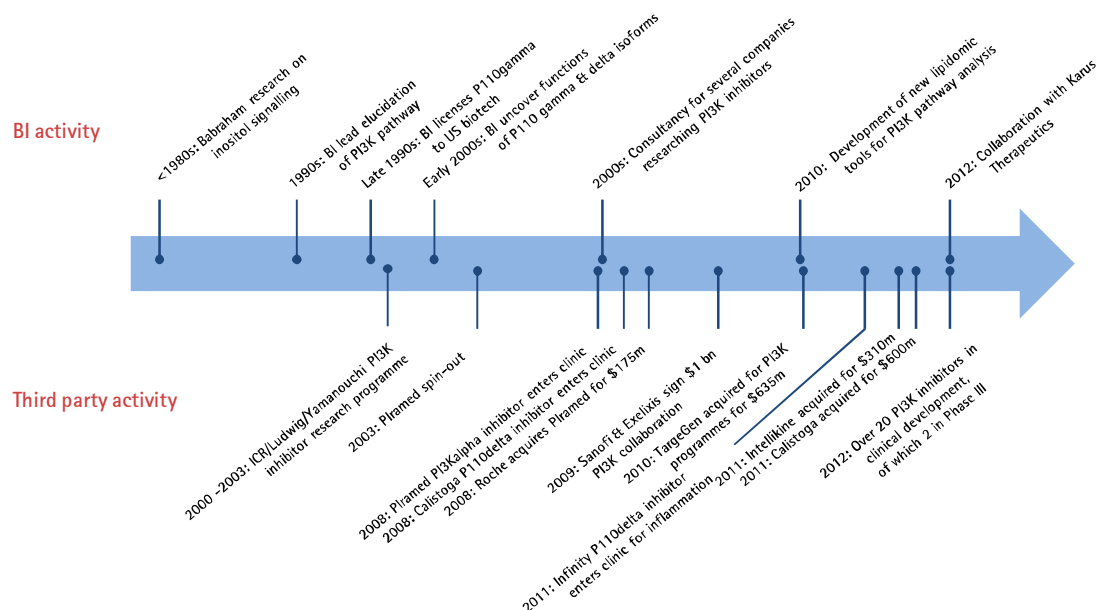 BI activity
<1980s: Babraham research on
inositol signalling
1990s: BI lead elucidation
of PI3K pathway
Late 1990s: BI licenses P110gamma
to US biotech
Early 2000s: BI uncover functions
of P110 gamma & delta isoforms
2000s: Consultancy for several companies
researching PI3K inhibitors
2010: Development of new lipidomic
tools for PI3K pathway analysis
2012: Collaboration with Karus
Therapeutics
Third party activity
2000 -2003: ICR/Ludwig/Yamanouchi PI3K
inhibitor research programme
2003: PIramed spin-out
2008: PIramed PI3Kalpha inhibitor enters clinic
2008: Calistoga P110delta inhibitor enters clinic
2008: Roche acquires PIramed for $175m
2009: Sanofi & Exelixis sign $1 bn
PI3K collaboration
2010: TargeGen acquired for PI3K
programmes for $635m
2011: Infinity P110delta inhibitor
enters clinic for inflammation
2011: Intellikine acquired for $310m
2011: Calistoga acquired for $600m
2012: Over 20 PI3K inhibitors in
clinical development,
of which 2 in Phase III